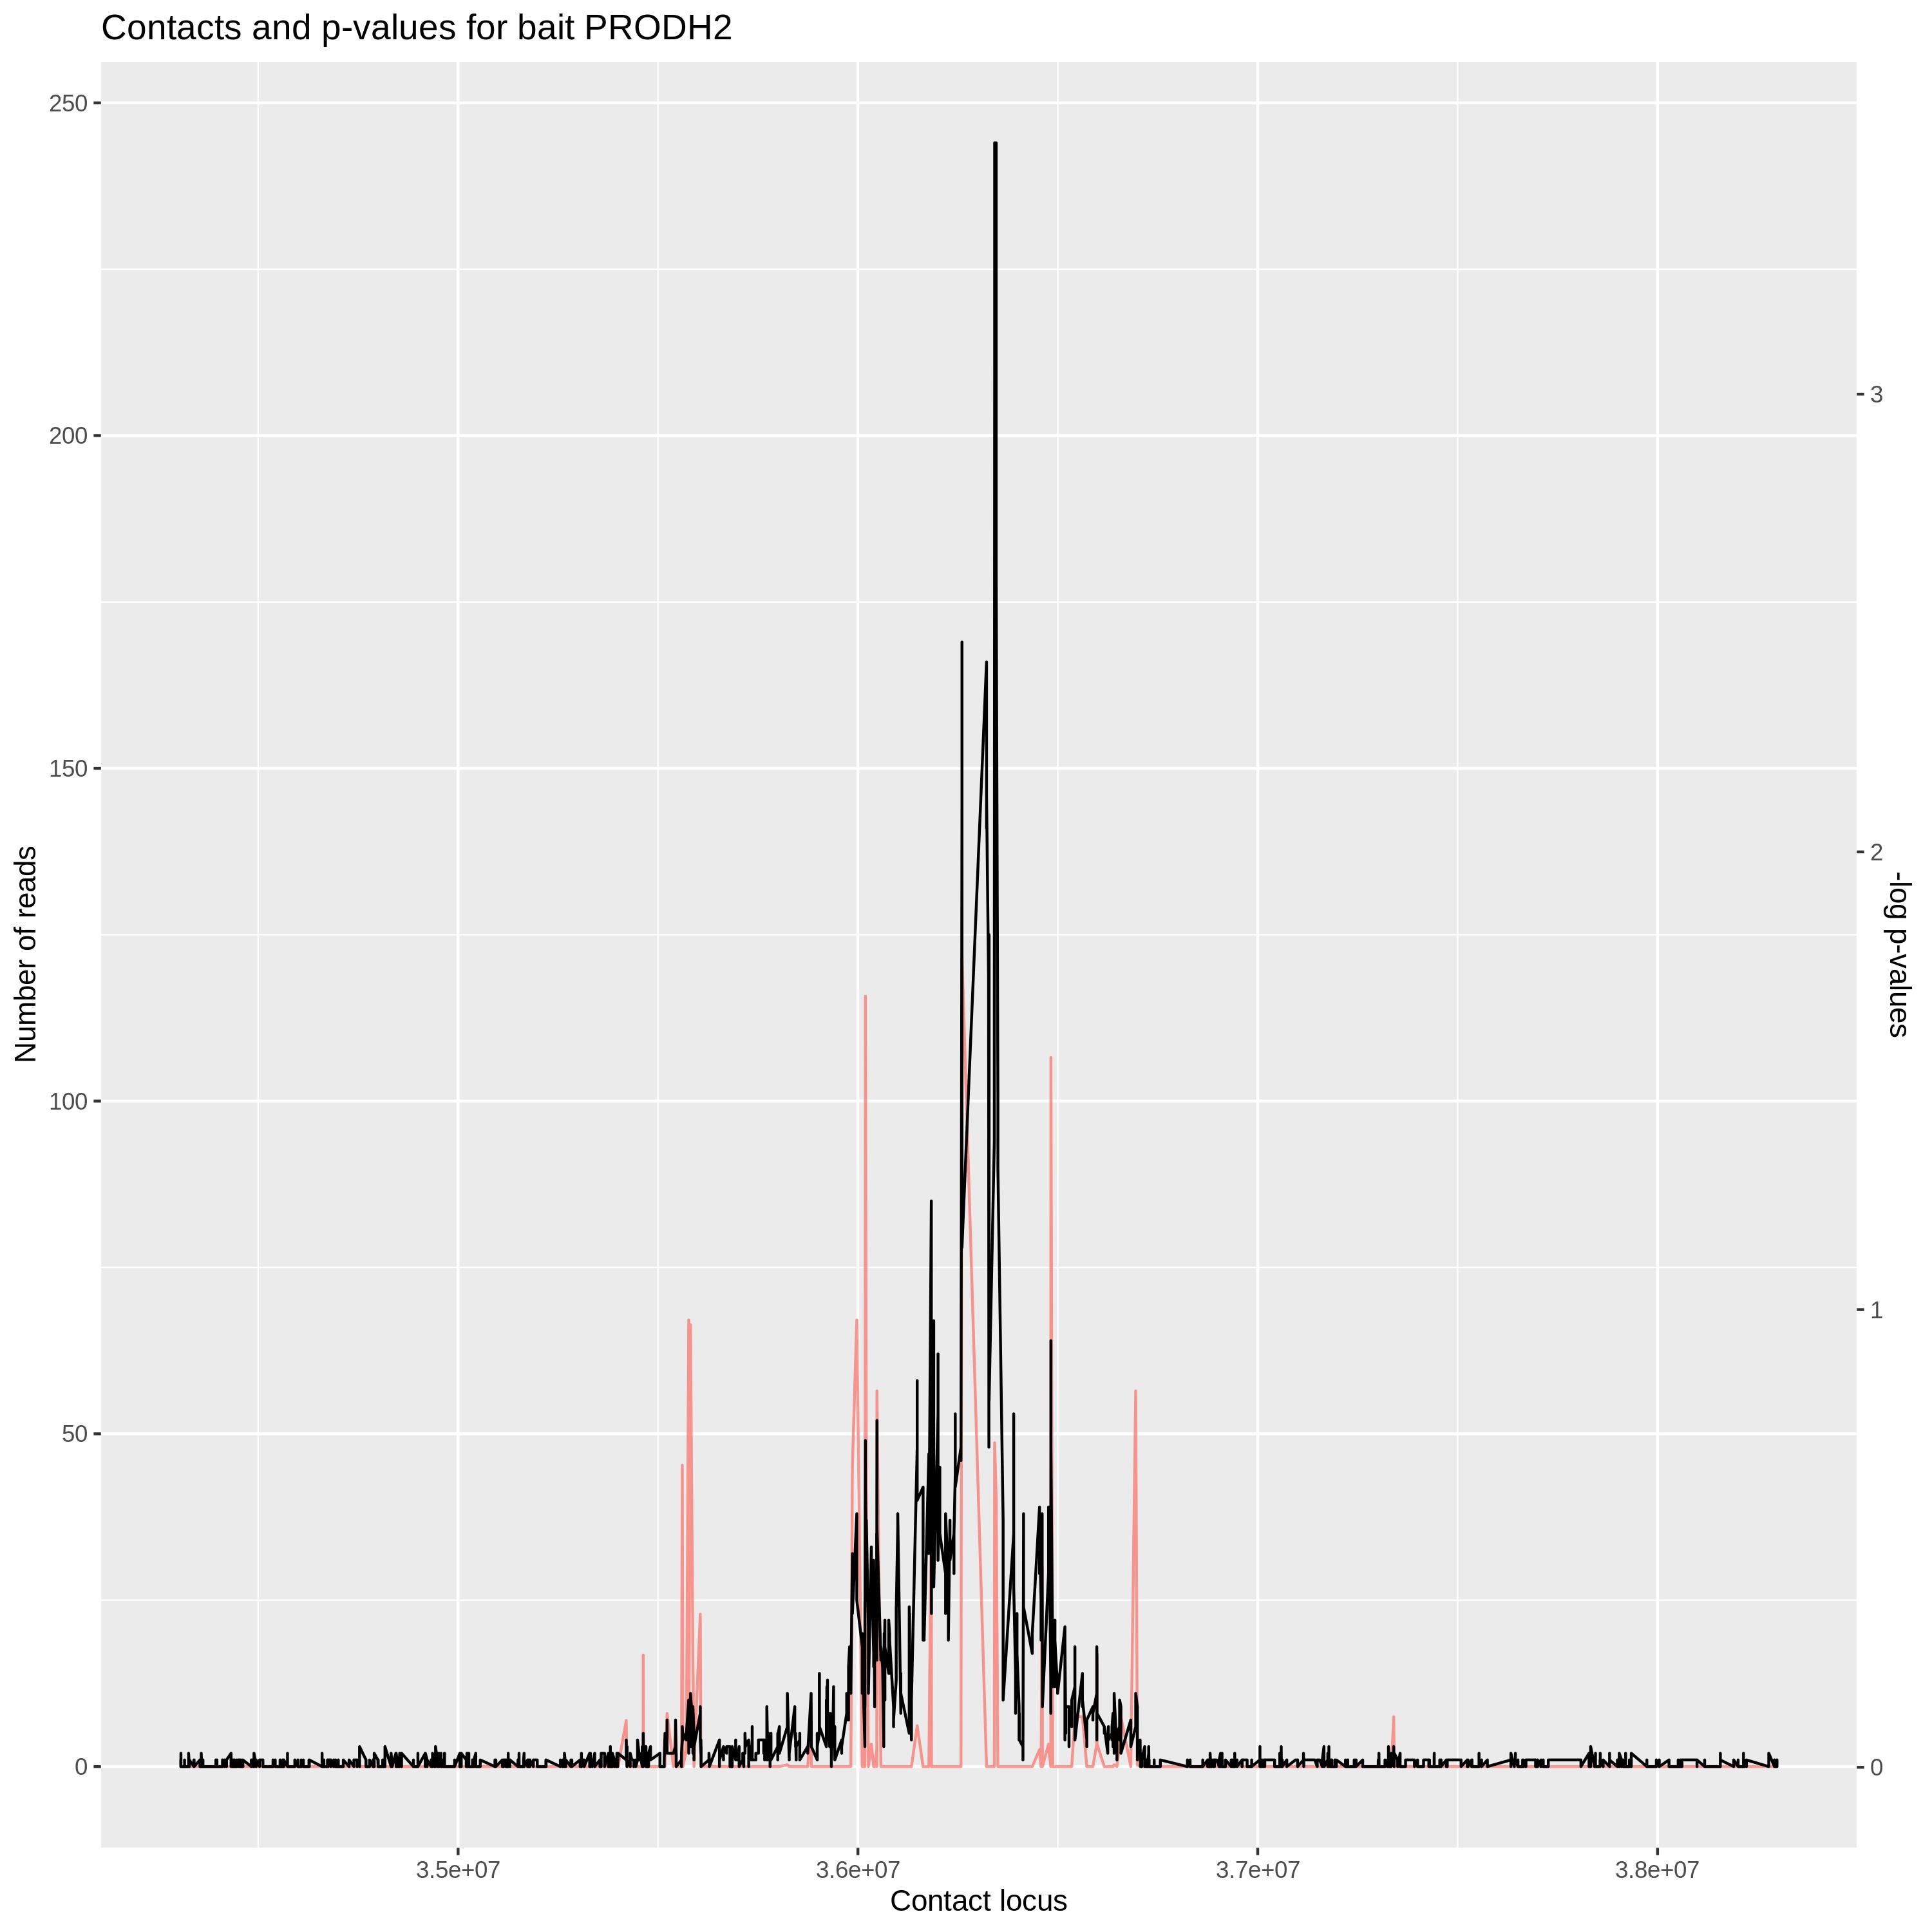 Contacts and p-values for bait PRODH2
250
200
150
100
50
0
Number of reads
3
2
1
0
-log p-values
3.5e+07
3.6e+07
3.7e+07
3.8e+07
Contact locus